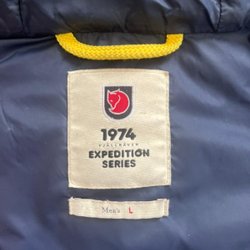 1974
FJÄLLRÄVEN
EXPEDITION
SERIES
Men's L